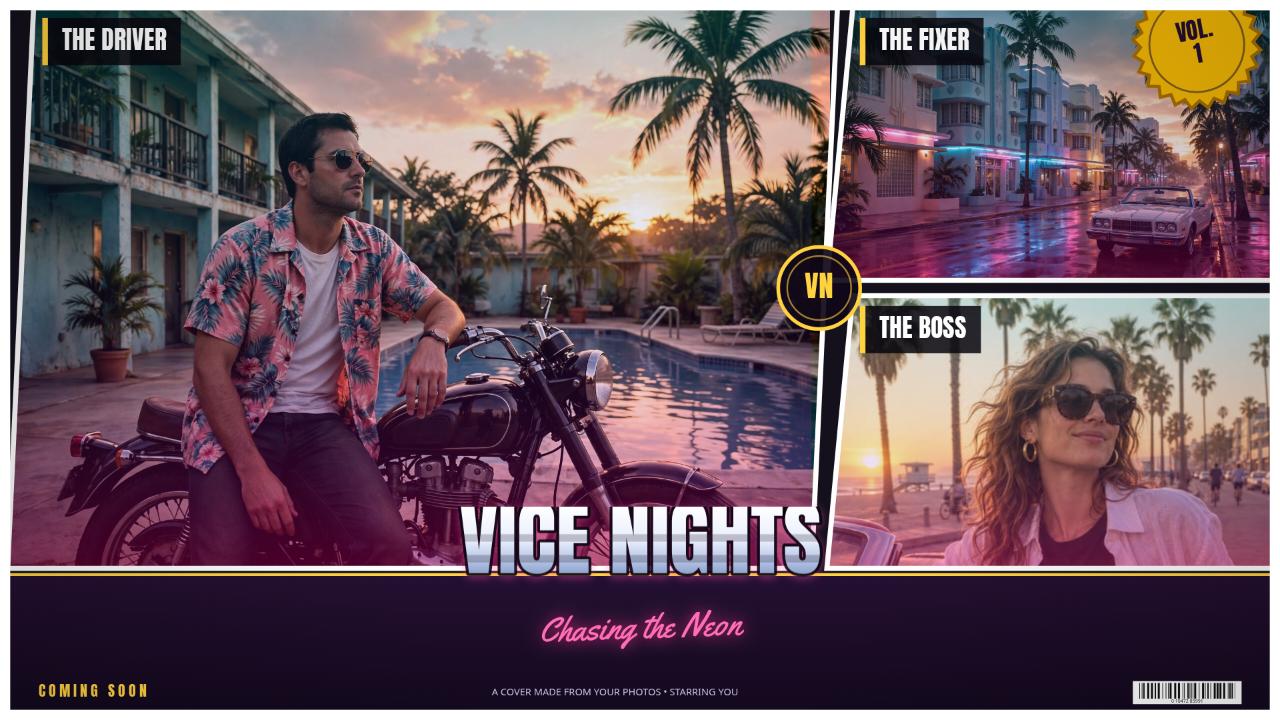 THE DRIVER
THE FIXER
VOL.
1
VN
THE BOSS
VICE NIGHTS
Chasing the Neon
COMING SOON
A COVER MADE FROM YOUR PHOTOS • STARRING YOU